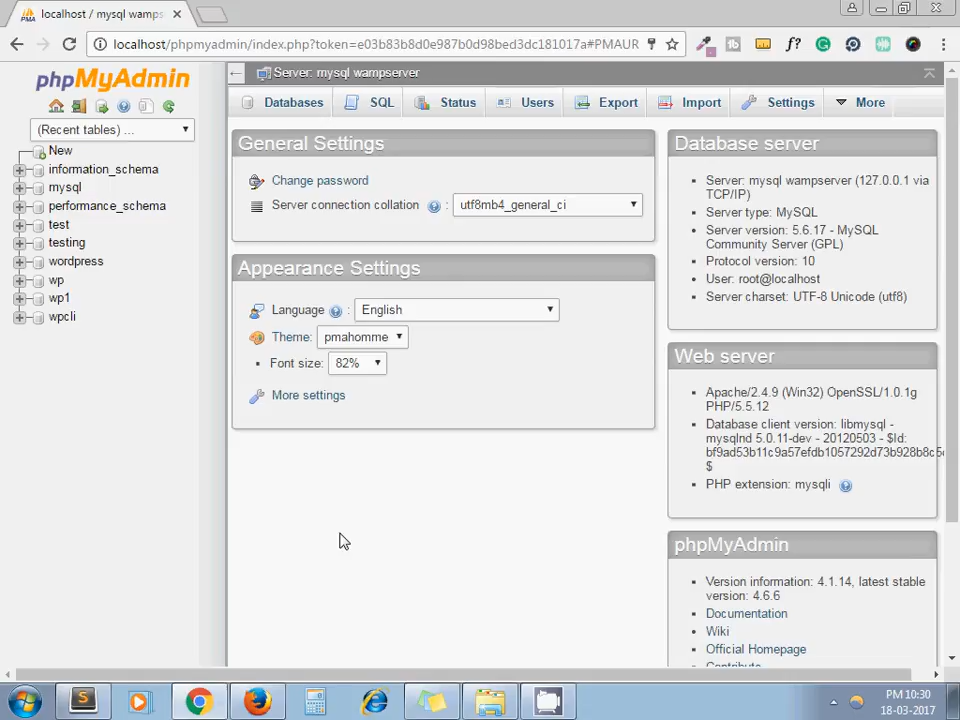 localhost / mysql wamps
localhost/phpmyadmin/index.php?token=e03b83b8d0e987b0d98bed3dc181017a#PMAUR
f?
phpMyAdmin
(Recent tables) ...
New
information_schema
mysql
performance_schema
test
testing
wordpress
wp
wp1
wpcli
Server: mysql wampserver
Databases SQL Status Users Export Import Settings More
General Settings
Change password
Server connection collation : utf8mb4_general_ci
Appearance Settings
Language : English
Theme: pmahomme
Font size: 82%
More settings
Database server
Server: mysql wampserver (127.0.0.1 via
TCP/IP)
Server type: MySQL
Server version: 5.6.17 - MySQL
Community Server (GPL)
Protocol version: 10
User: root@localhost
Server charset: UTF-8 Unicode (utf8)
Web server
Apache/2.4.9 (Win32) OpenSSL/1.0.1g
PHP/5.5.12
Database client version: libmysql -
mysqlnd 5.0.11-dev - 20120503 - $Id:
bf9ad53b11c9a57efdb1057292d73b928b8c5c
$
PHP extension: mysqli
phpMyAdmin
Version information: 4.1.14, latest stable
version: 4.6.6
Documentation
Wiki
Official Homepage
Contribute
PM 10:30
18-03-2017